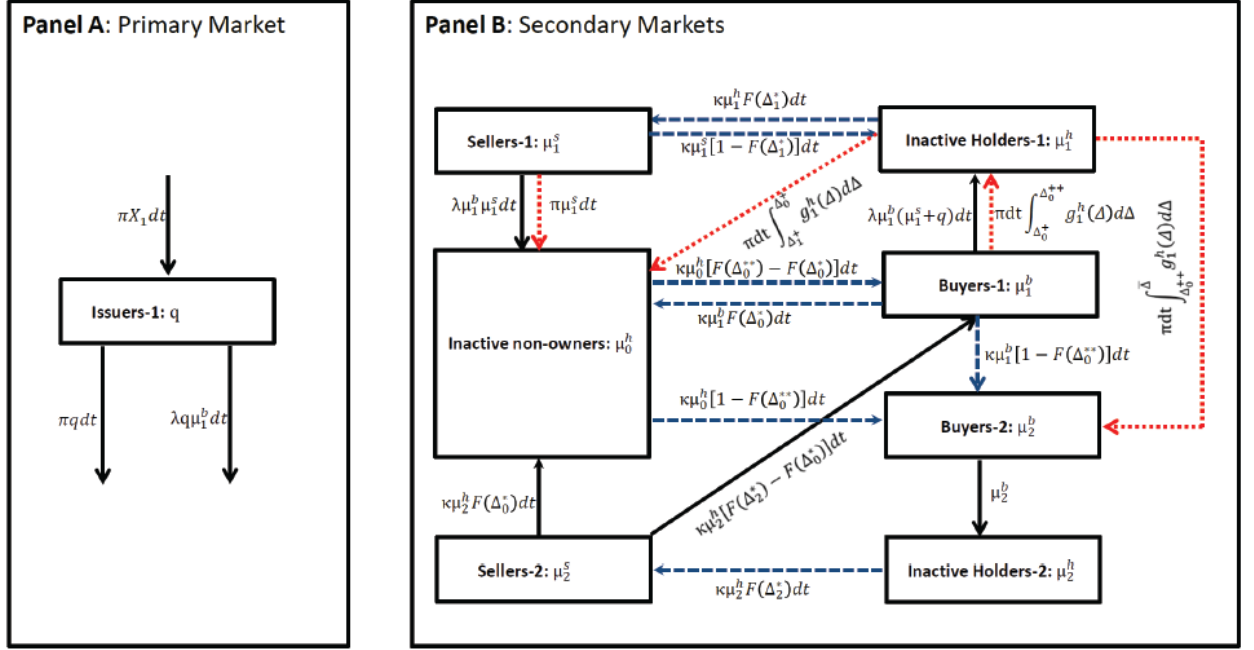 Panel A: Primary Market
πX₁dt
Issuers-1: q
πqdt
λqμ₁ᵇdt
Panel B: Secondary Markets
κμ₁ʰF(Δ₁*)dt
Sellers-1: μ₁ˢ
κμ₁ˢ[1 − F(Δ₁*)]dt
Inactive Holders-1: μ₁ʰ
λμ₁ᵇμ₁ˢdt
πμ₁ˢdt
πdt∫_{Δ₁⁺}^{Δ₀⁺} g₁ʰ(Δ)dΔ
λμ₁ᵇ(μ₁ˢ+q)dt
πdt∫_{Δ₀⁺}^{Δ₀⁺⁺} g₁ʰ(Δ)dΔ
πdt∫_{Δ₀⁺⁺}^{Δ̄} g₁ʰ(Δ)dΔ
κμ₀ʰ[F(Δ₀**) − F(Δ₀*)]dt
Buyers-1: μ₁ᵇ
κμ₁ᵇF(Δ₀*)dt
Inactive non-owners: μ₀ʰ
κμ₁ᵇ[1 − F(Δ₀**)]dt
κμ₀ʰ[1 − F(Δ₀**)]dt
Buyers-2: μ₂ᵇ
κμ₂ʰ[F(Δ₂*) − F(Δ₀*)]dt
κμ₂ʰF(Δ₀*)dt
μ₂ᵇ
Sellers-2: μ₂ˢ
κμ₂ʰF(Δ₂*)dt
Inactive Holders-2: μ₂ʰ